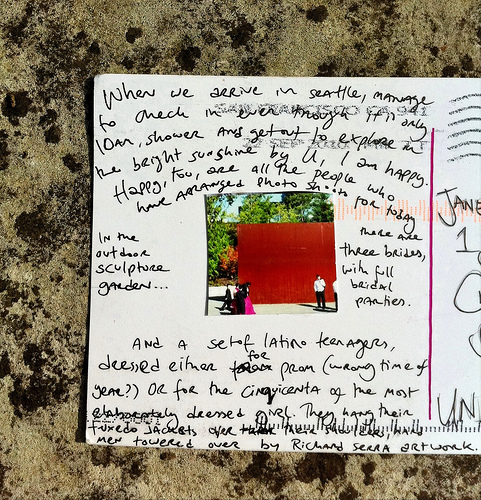 When we arrive in seattle, manage
to check in even though it is only
10am, shower and get out to explore in
the bright sunshine by U, I am happy.
Happy, too, are all the people who
have arranged photo shoots for today
there are
three brides,
with full
bridal
parties.
In the
outdoor
sculpture
garden...
And a set of latino teenagers,
dressed either for prom (wrong time of
year?) or for the Cinquicenta of the most
elaborately dressed girl. They hang their
tuxedo jackets over their shoulders,
men towered over by Richard Serra artwork.
JANE
1
UNI